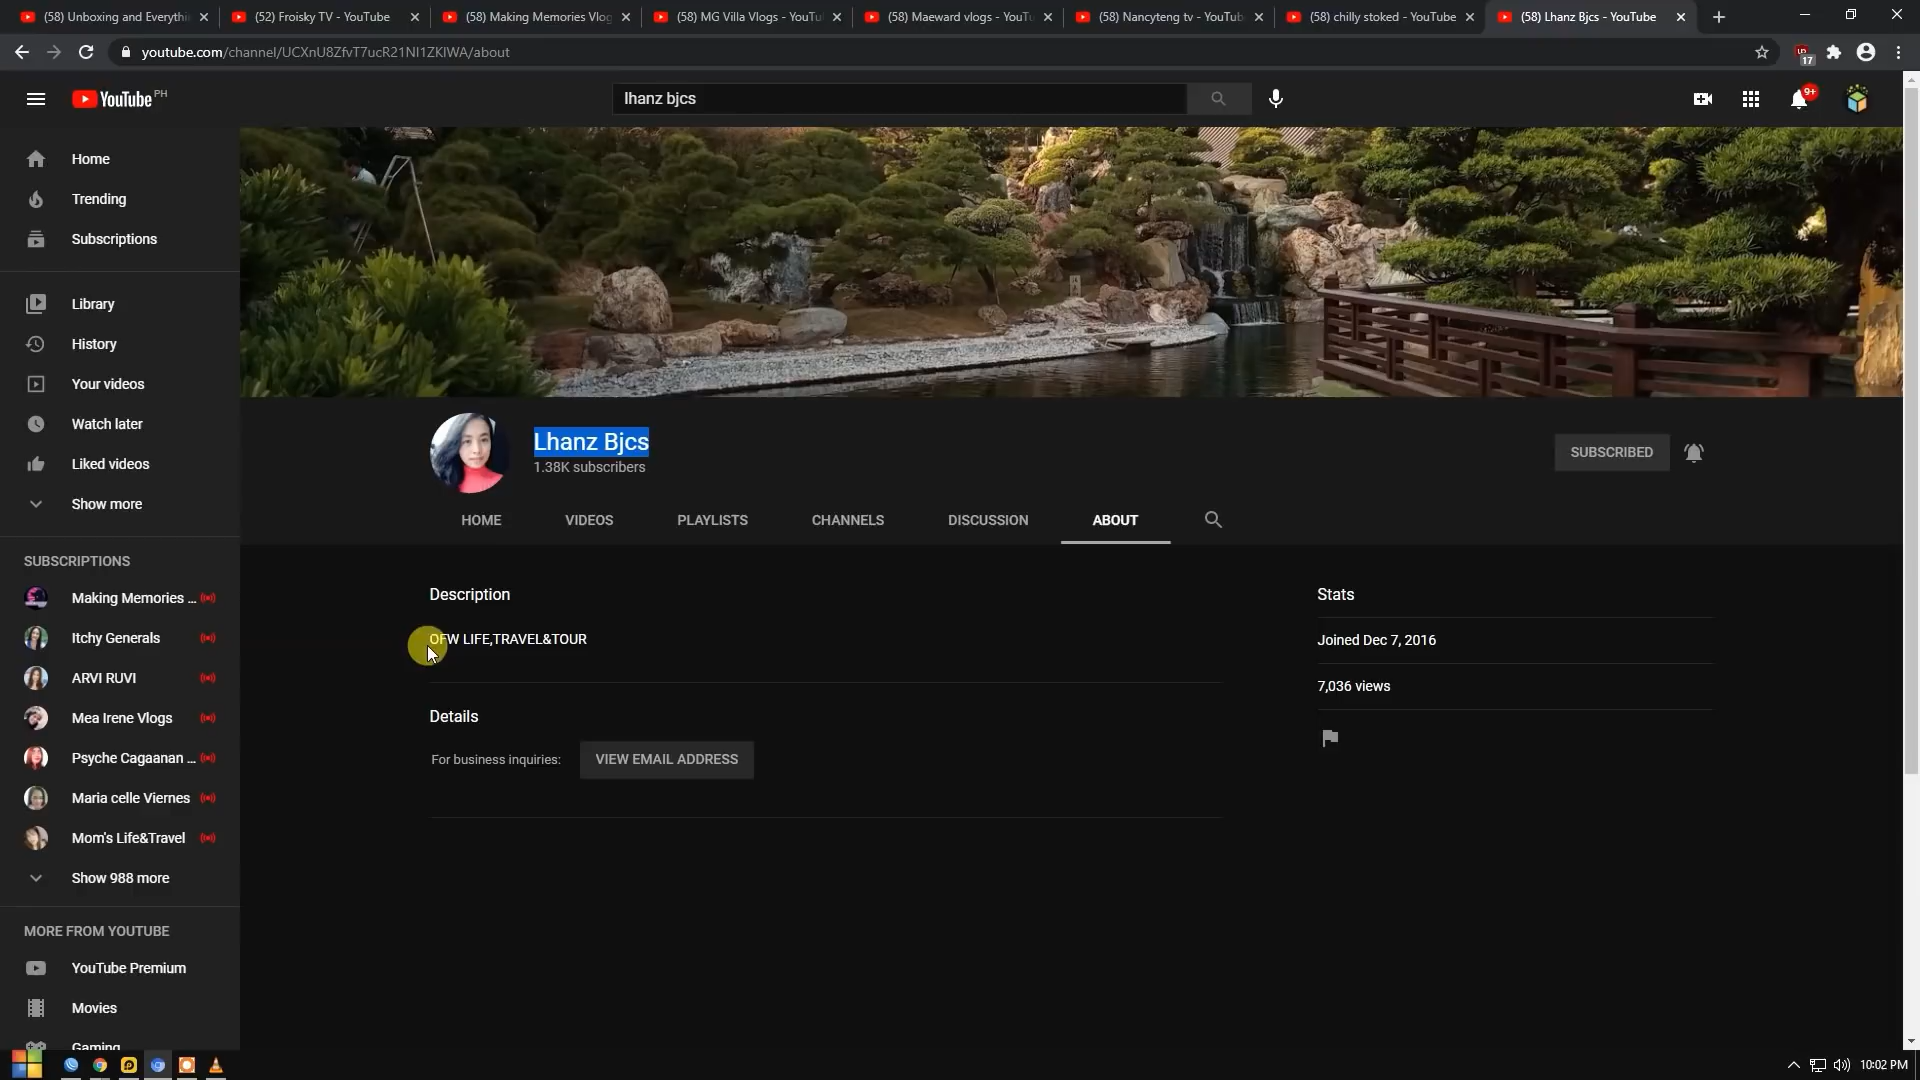 (58) Unboxing and Everythi
(52) Froisky TV - YouTube
(58) Making Memories Vlog
(58) MG Villa Vlogs - YouTu
(58) Maeward vlogs - YouTu
(58) Nancyteng tv - YouTub
(58) chilly stoked - YouTube
(58) Lhanz Bjcs - YouTube
youtube.com/channel/UCXnU8ZfvT7ucR21NI1ZKIWA/about
17
YouTube PH
lhanz bjcs
9+
Home
Trending
Subscriptions
Library
History
Your videos
Watch later
Liked videos
Show more
SUBSCRIPTIONS
Making Memories ...
Itchy Generals
ARVI RUVI
Mea Irene Vlogs
Psyche Cagaanan ...
Maria celle Viernes
Mom's Life&Travel
Show 988 more
MORE FROM YOUTUBE
YouTube Premium
Movies
Gaming
Lhanz Bjcs
1.38K subscribers
SUBSCRIBED
HOME
VIDEOS
PLAYLISTS
CHANNELS
DISCUSSION
ABOUT
Description
OFW LIFE,TRAVEL&TOUR
Details
For business inquiries:
VIEW EMAIL ADDRESS
Stats
Joined Dec 7, 2016
7,036 views
10:02 PM